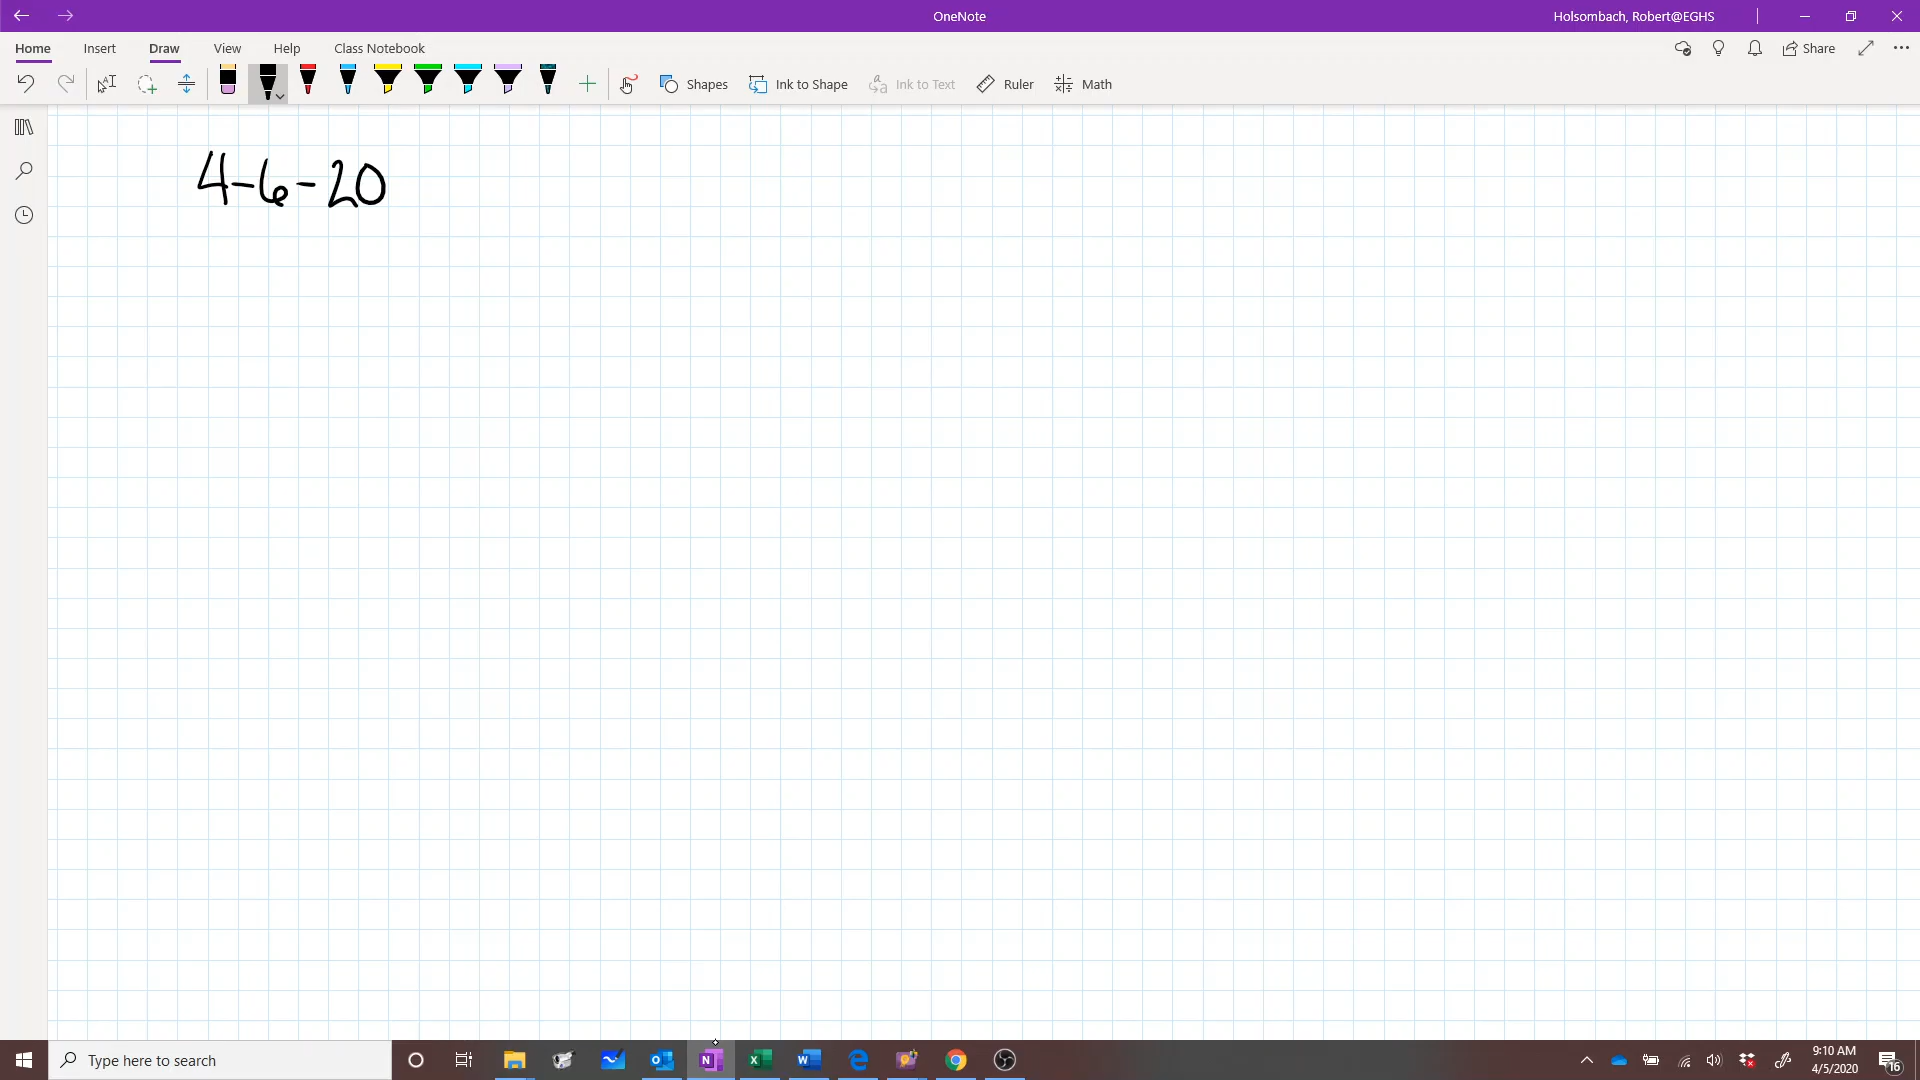 OneNote
Holsombach, Robert@EGHS
Home Insert Draw View Help Class Notebook Share
Shapes Ink to Shape Ink to Text Ruler Math
4-6-20
Type here to search
9:10 AM
4/5/2020
16